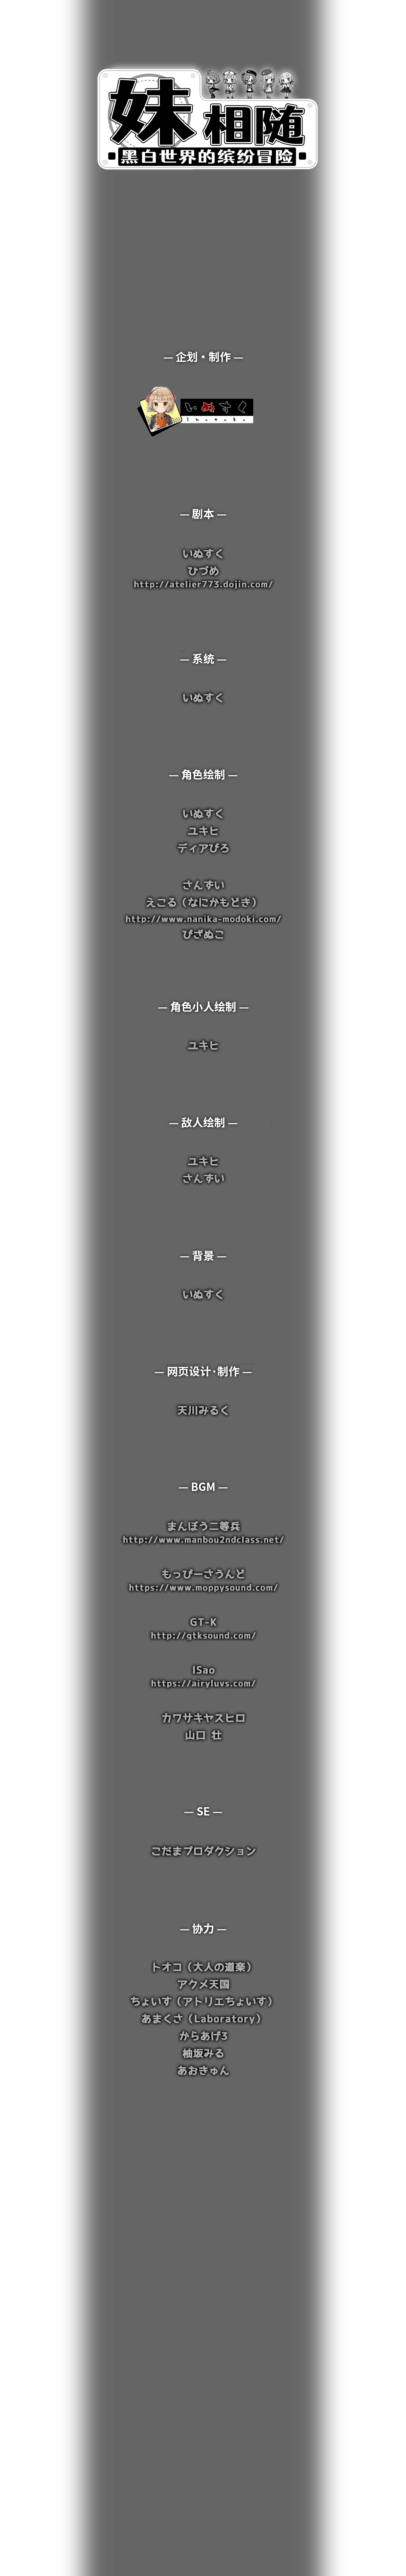 妹相随
黑白世界的缤纷冒险
— 企划・制作 —
いぬすく
Inusuku
— 剧本 —
いぬすく
ひづめ
http://atelier773.dojin.com/
— 系统 —
いぬすく
— 角色绘制 —
いぬすく
ユキヒ
ディアぴろ
さんずい
えこる（なにかもどき）
http://www.nanika-modoki.com/
ぴざぬこ
— 角色小人绘制 —
ユキヒ
— 敌人绘制 —
ユキヒ
さんずい
— 背景 —
いぬすく
— 网页设计·制作 —
天川みるく
— BGM —
まんぼう二等兵
http://www.manbou2ndclass.net/
もっぴーさうんど
https://www.moppysound.com/
GT-K
http://gtksound.com/
ISao
https://airyluvs.com/
カワサキヤスヒロ
山口 壮
— SE —
こだまプロダクション
— 协力 —
トオコ（大人の道楽）
アクメ天国
ちょいす（アトリエちょいす）
あまくさ（Laboratory）
からあげ3
柚坂みる
あおきゅん